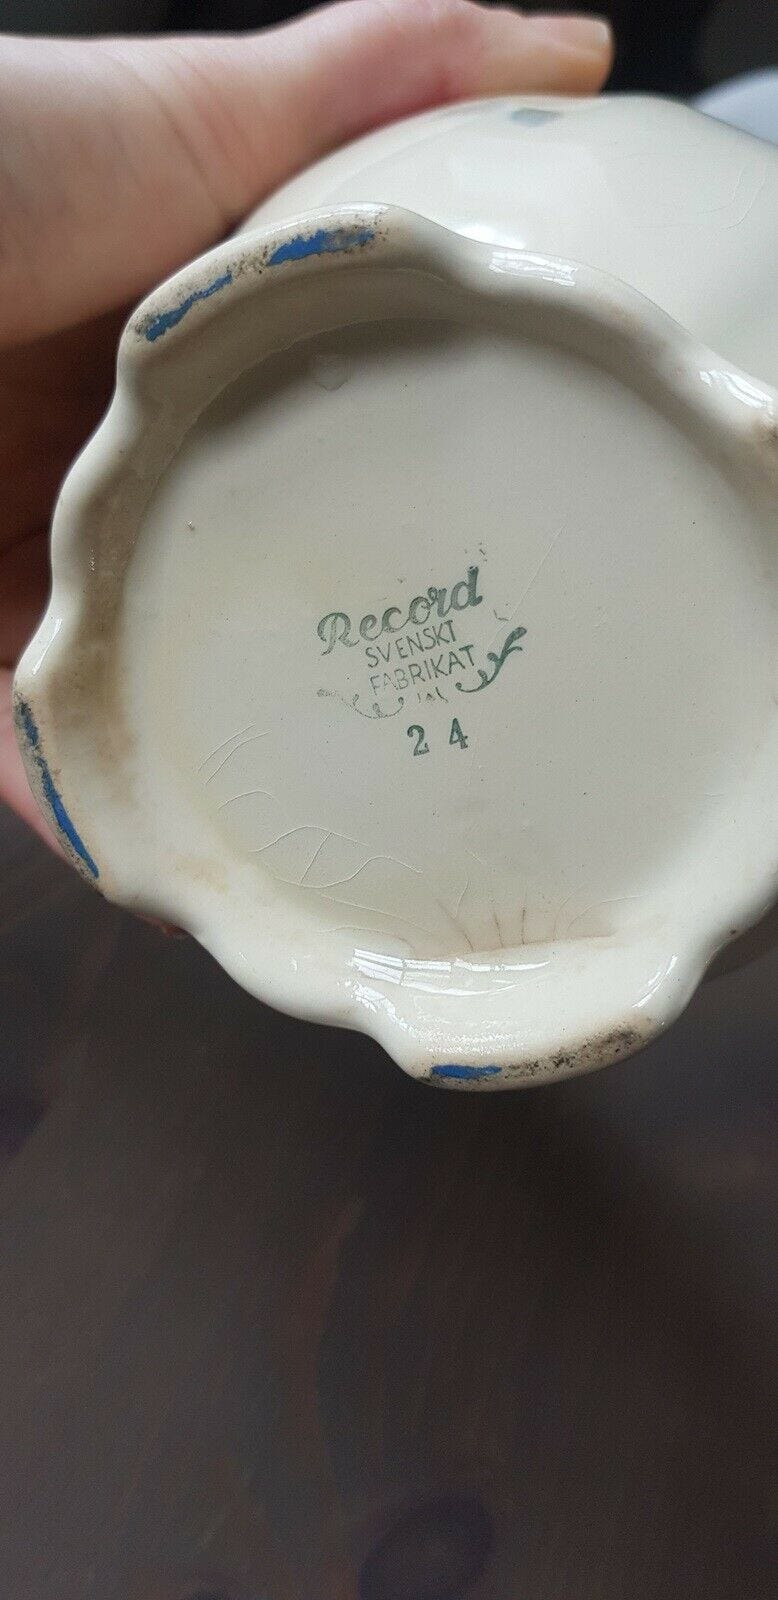 Record
SVENSKT
FABRIKAT
24